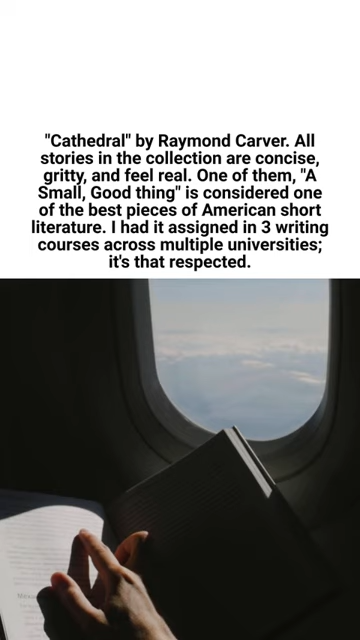 "Cathedral" by Raymond Carver. All
stories in the collection are concise,
gritty, and feel real. One of them, "A
Small, Good thing" is considered one
of the best pieces of American short
literature. I had it assigned in 3 writing
courses across multiple universities;
it's that respected.